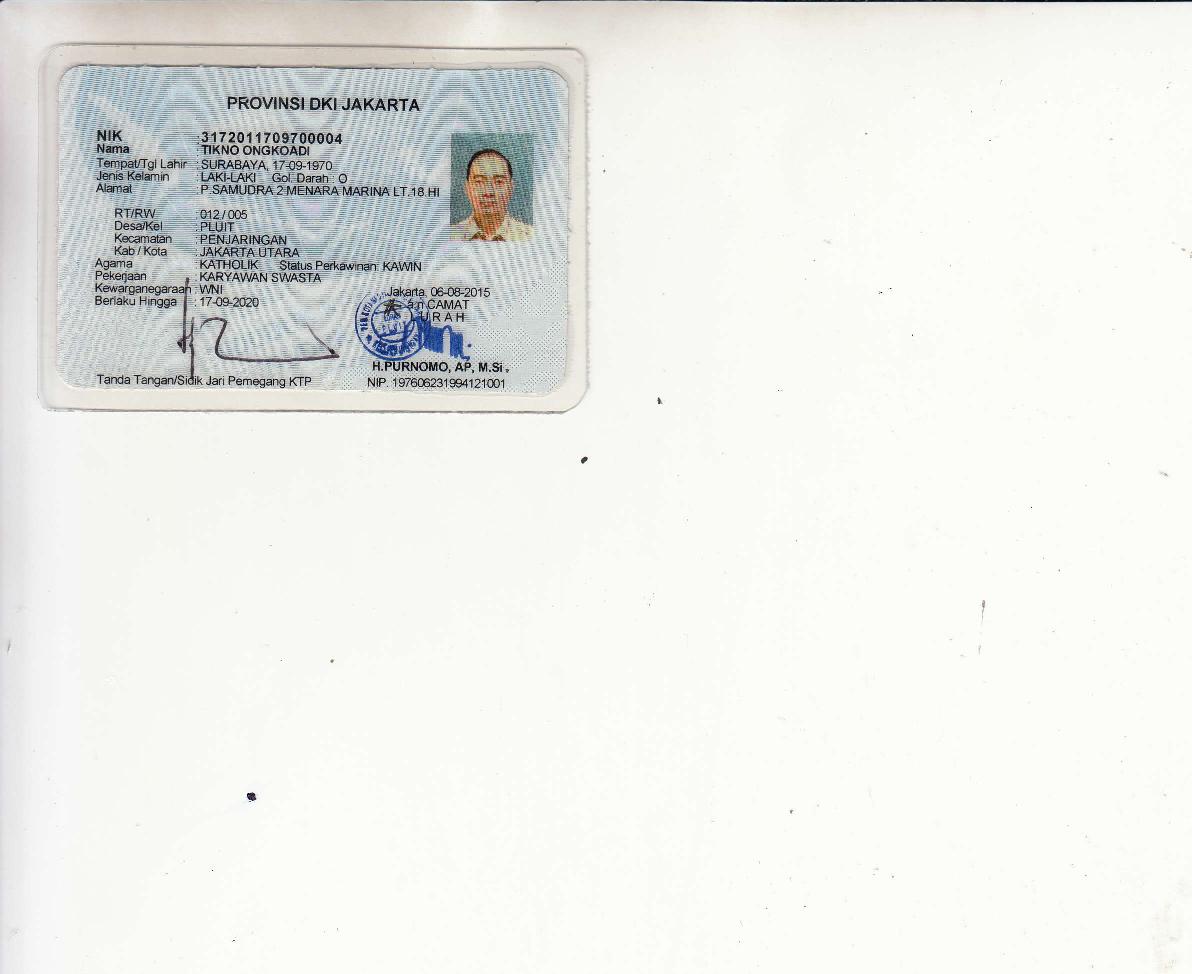 PROVINSI DKI JAKARTA
NIK : 3172011709700004
Nama : TIKNO ONGKOADI
Tempat/Tgl Lahir : SURABAYA, 17-09-1970
Jenis Kelamin : LAKI-LAKI Gol. Darah : O
Alamat : P.SAMUDRA 2 MENARA MARINA LT.18.HI
RT/RW : 012 / 005
Desa/Kel : PLUIT
Kecamatan : PENJARINGAN
Kab / Kota : JAKARTA UTARA
Agama : KATHOLIK Status Perkawinan: KAWIN
Pekerjaan : KARYAWAN SWASTA
Kewarganegaraan : WNI
Berlaku Hingga : 17-09-2020
Jakarta, 06-08-2015
a.n CAMAT
LURAH
H.PURNOMO, AP, M.Si.
Tanda Tangan/Sidik Jari Pemegang KTP
NIP. 197606231994121001